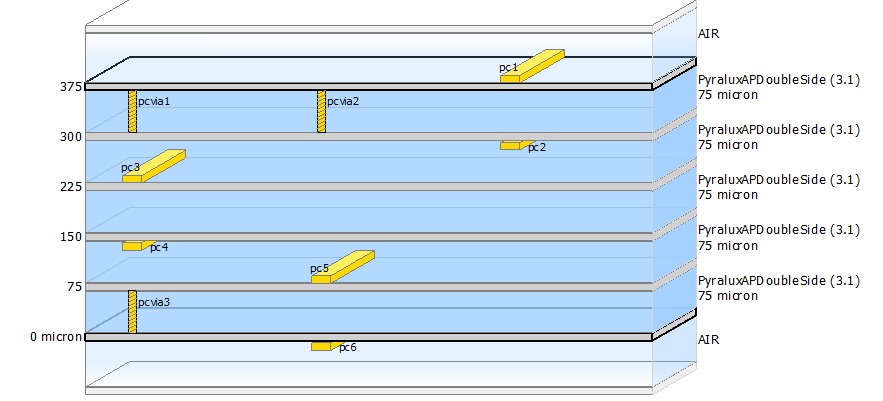 AIR
pc1
375
PyraluxAPDoubleSide (3.1)
75 micron
pcvia1
pcvia2
300
PyraluxAPDoubleSide (3.1)
75 micron
pc2
pc3
225
PyraluxAPDoubleSide (3.1)
75 micron
150
PyraluxAPDoubleSide (3.1)
75 micron
pc4
pc5
75
PyraluxAPDoubleSide (3.1)
75 micron
pcvia3
0 micron
AIR
pc6